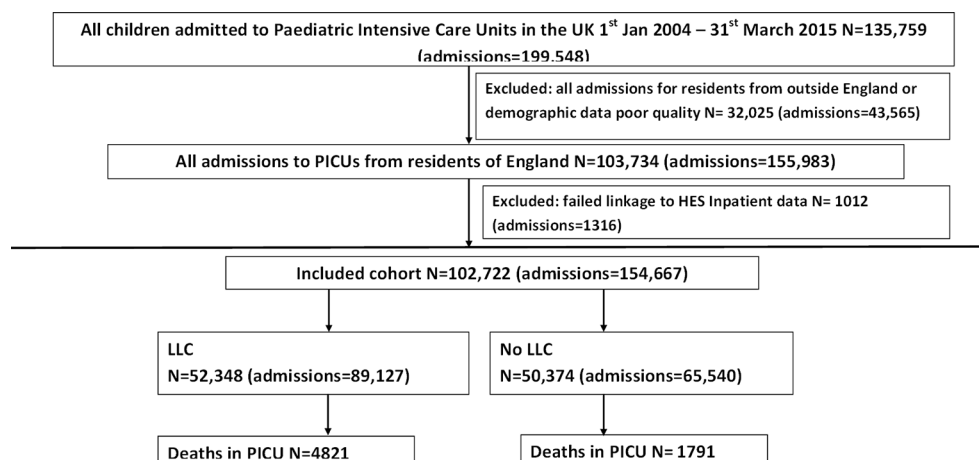 All children admitted to Paediatric Intensive Care Units in the UK 1st Jan 2004 – 31st March 2015 N=135,759
(admissions=199,548)
Excluded: all admissions for residents from outside England or
demographic data poor quality N= 32,025 (admissions=43,565)
All admissions to PICUs from residents of England N=103,734 (admissions=155,983)
Excluded: failed linkage to HES Inpatient data N= 1012
(admissions=1316)
Included cohort N=102,722 (admissions=154,667)
LLC
N=52,348 (admissions=89,127)
No LLC
N=50,374 (admissions=65,540)
Deaths in PICU N=4821
Deaths in PICU N= 1791